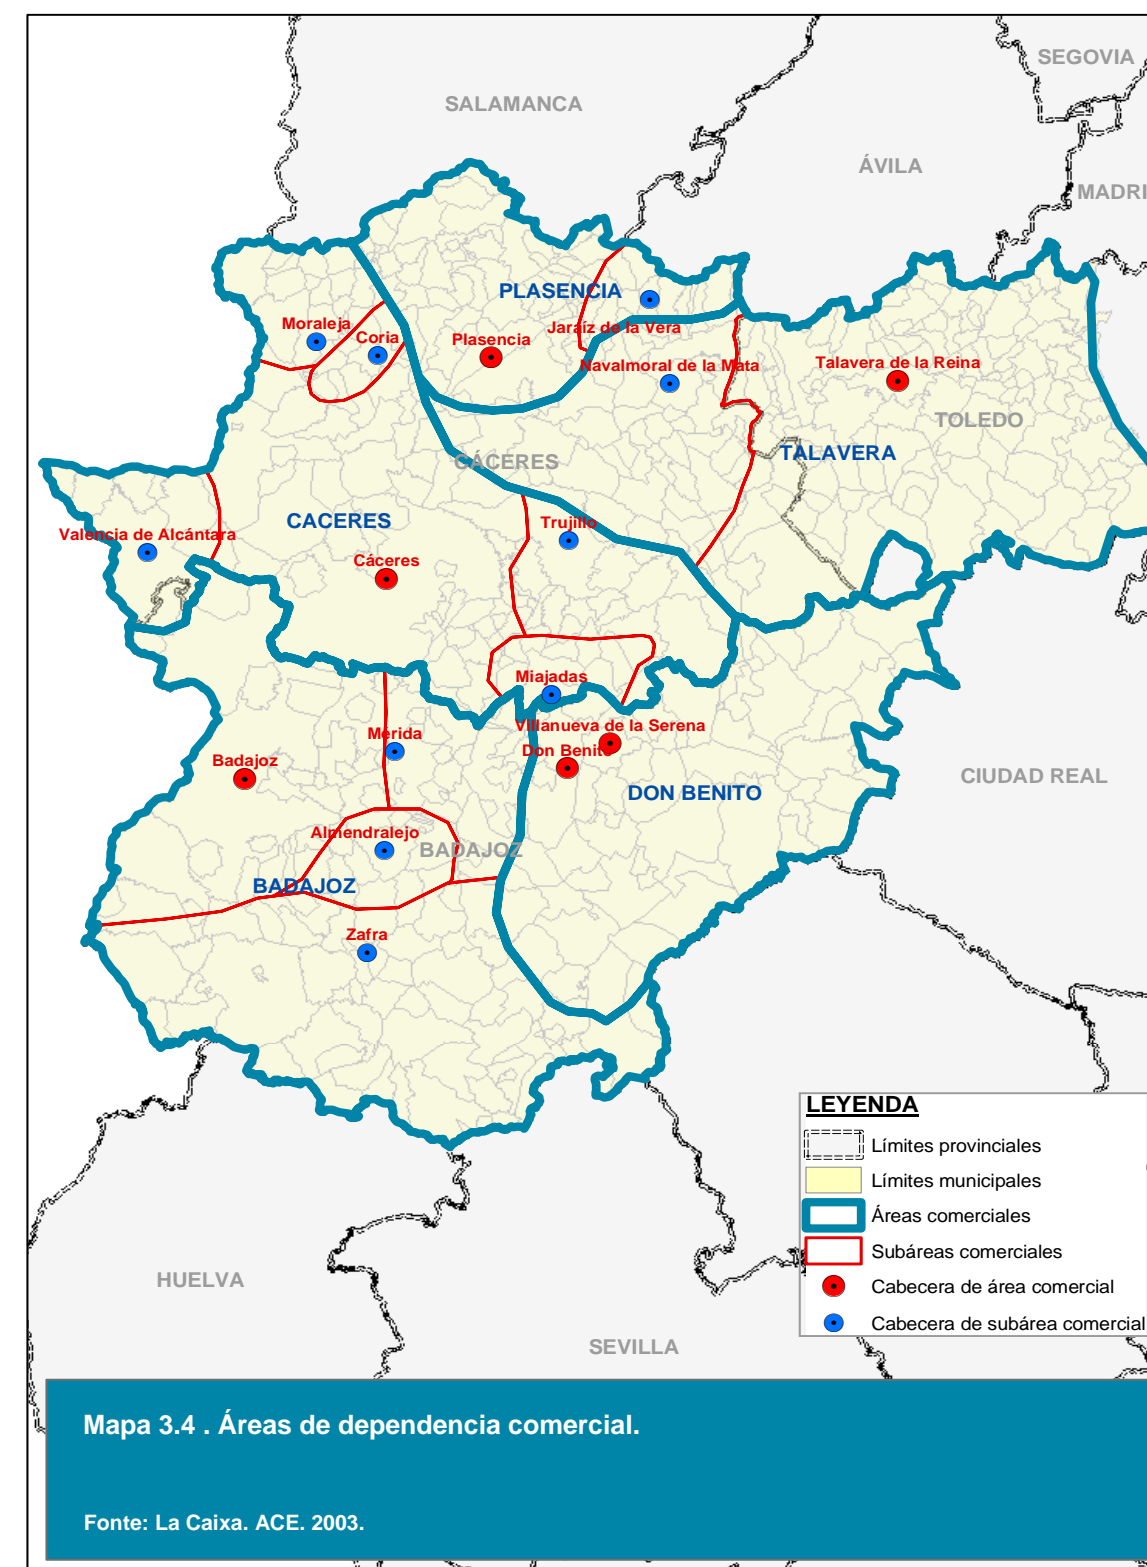 SEGOVIA
SALAMANCA
ÁVILA
MADRI
PLASENCIA
Moraleja
Coria
Plasencia
Jaraíz de la Vera
Navalmoral de la Mata
Talavera de la Reina
TOLEDO
TALAVERA
CÁCERES
CACERES
Trujillo
Valencia de Alcántara
Cáceres
Miajadas
Villanueva de la Serena
Mérida
Don Benito
Badajoz
CIUDAD REAL
DON BENITO
Almendralejo
BADAJOZ
BADAJOZ
Zafra
LEYENDA
Límites provinciales
Límites municipales
Áreas comerciales
Subáreas comerciales
Cabecera de área comercial
Cabecera de subárea comercial
HUELVA
SEVILLA
Mapa 3.4 . Áreas de dependencia comercial.
Fonte: La Caixa. ACE. 2003.